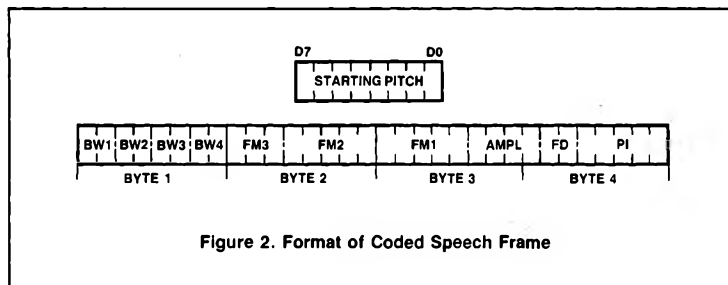 D7 D0
STARTING PITCH
BW1 BW2 BW3 BW4 FM3 FM2 FM1 AMPL FD PI
BYTE 1 BYTE 2 BYTE 3 BYTE 4
Figure 2. Format of Coded Speech Frame